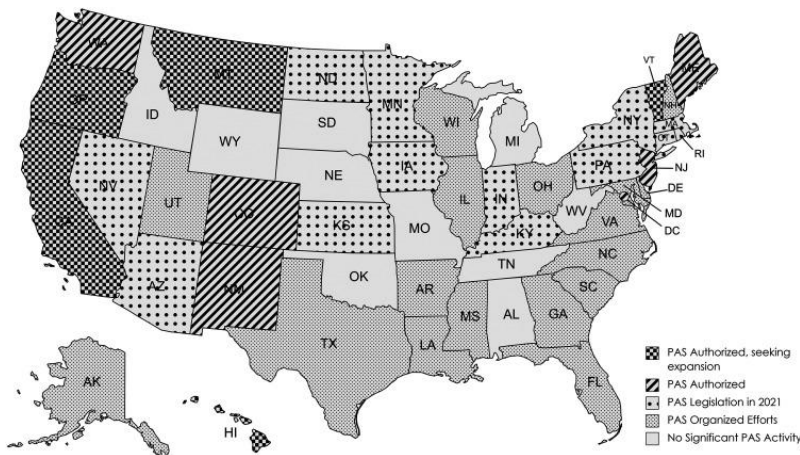 WA
MT
ND
MN
VT
ME
OR
ID
SD
WI
NH
NY
MA
WY
MI
CT
RI
IA
PA
NJ
NE
NV
OH
DE
UT
IL
IN
MD
CO
WV
DC
CA
KS
MO
VA
KY
NC
TN
AZ
OK
NM
AR
SC
MS
AL
GA
TX
LA
AK
FL
HI
PAS Authorized, seeking
expansion
PAS Authorized
PAS Legislation in 2021
PAS Organized Efforts
No Significant PAS Activity